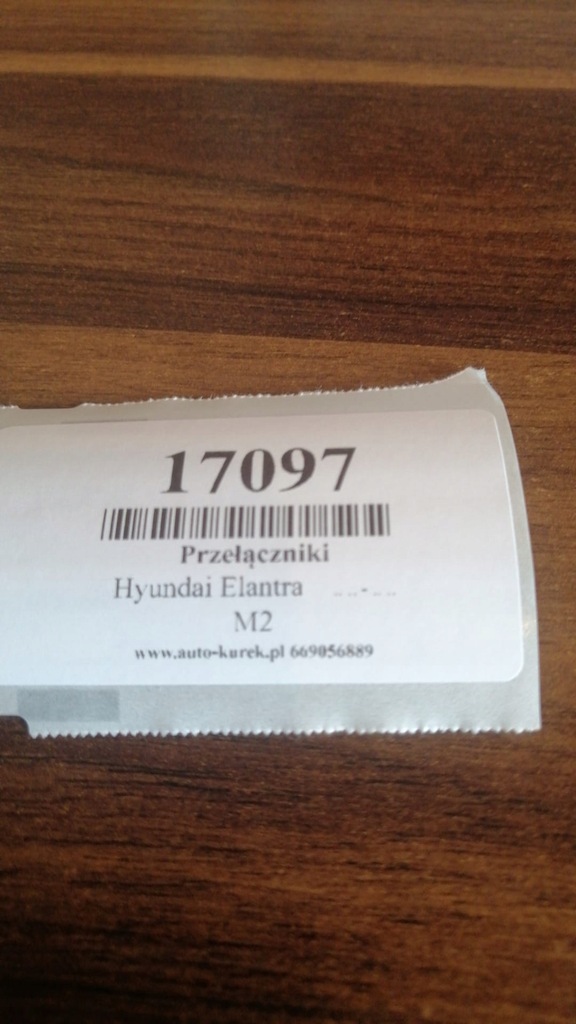 17097
Przełączniki
Hyundai Elantra
M2
www.auto-kurek.pl 669056889